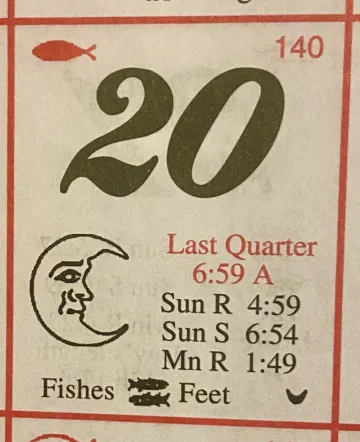 140
20
Last Quarter
6:59 A
Sun R 4:59
Sun S 6:54
Mn R 1:49
Fishes Feet